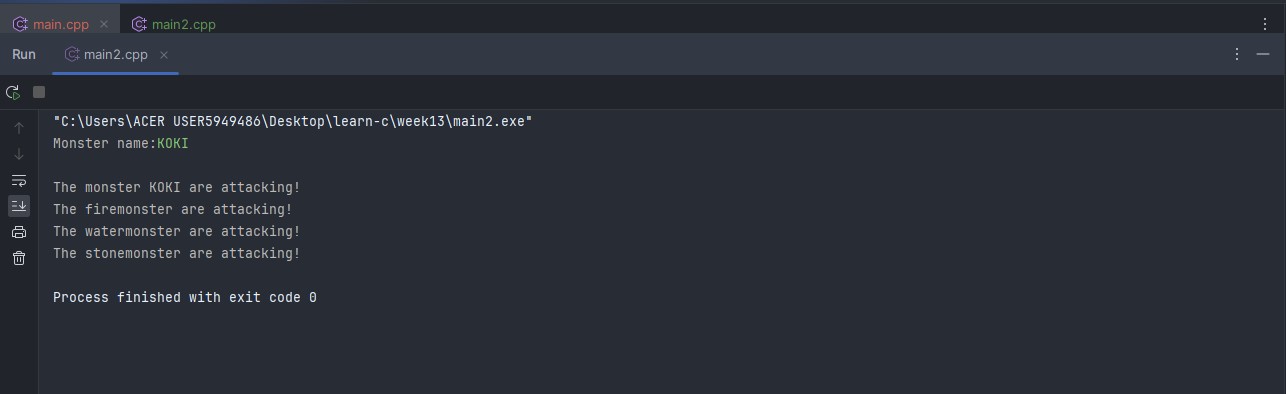 main.cpp
main2.cpp
Run
main2.cpp
"C:\Users\ACER USER5949486\Desktop\learn-c\week13\main2.exe"
Monster name:KOKI
The monster KOKI are attacking!
The firemonster are attacking!
The watermonster are attacking!
The stonemonster are attacking!
Process finished with exit code 0